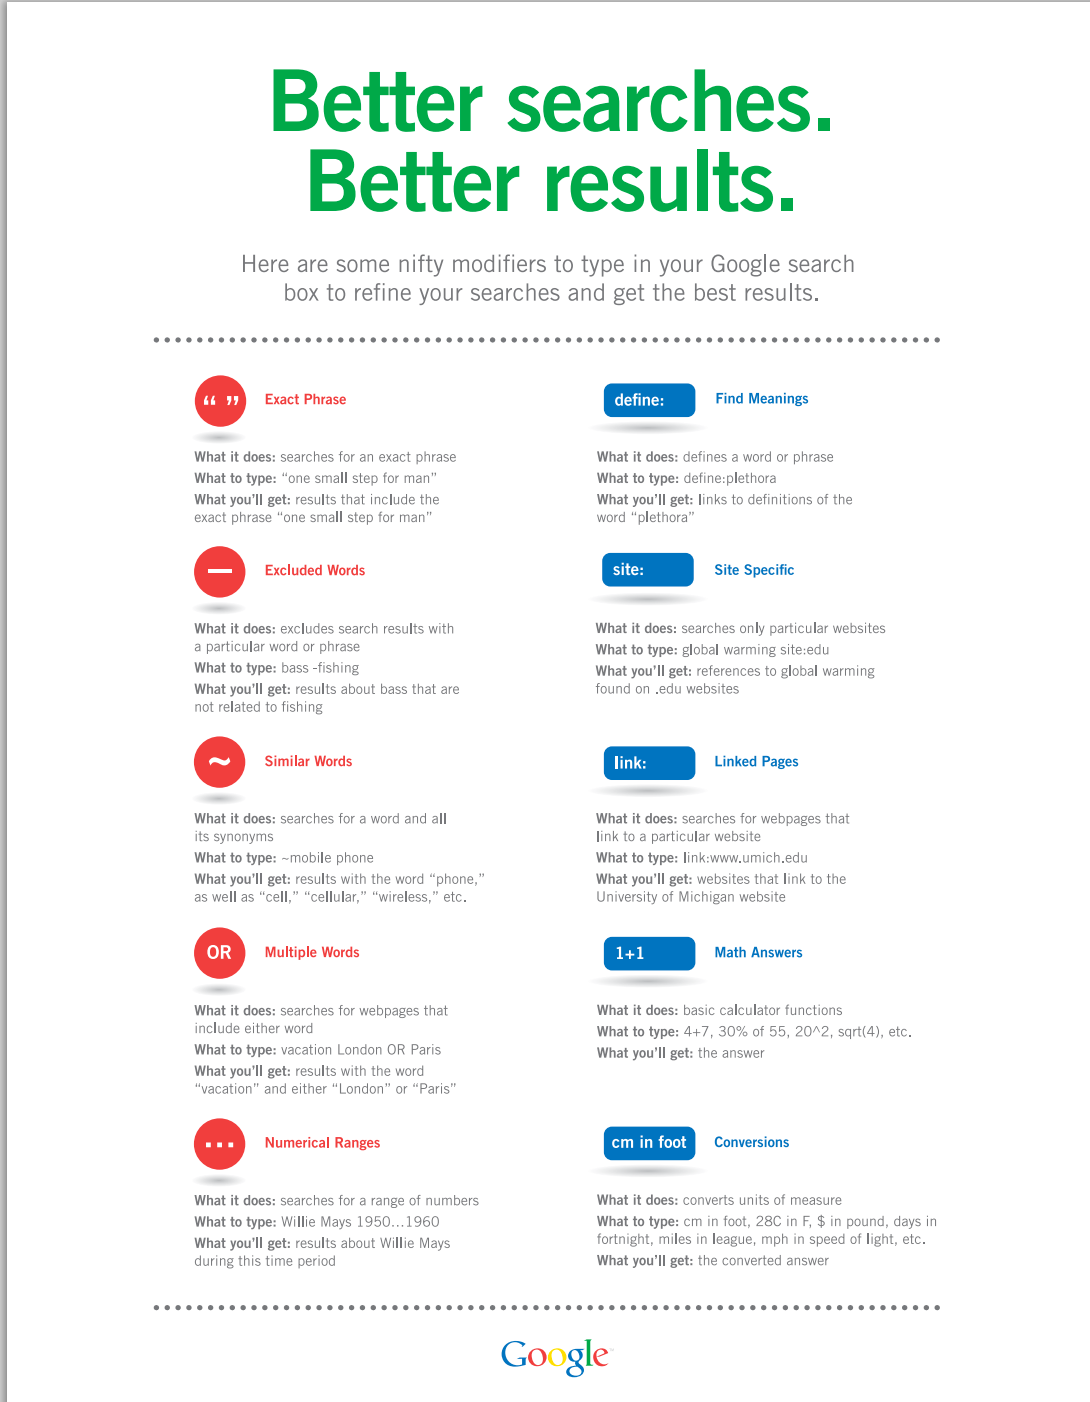 Better searches.
Better results.
Here are some nifty modifiers to type in your Google search
box to refine your searches and get the best results.
“ ” Exact Phrase
What it does: searches for an exact phrase
What to type: “one small step for man”
What you’ll get: results that include the
exact phrase “one small step for man”
— Excluded Words
What it does: excludes search results with
a particular word or phrase
What to type: bass -fishing
What you’ll get: results about bass that are
not related to fishing
~ Similar Words
What it does: searches for a word and all
its synonyms
What to type: ~mobile phone
What you’ll get: results with the word “phone,”
as well as “cell,” “cellular,” “wireless,” etc.
OR Multiple Words
What it does: searches for webpages that
include either word
What to type: vacation London OR Paris
What you’ll get: results with the word
“vacation” and either “London” or “Paris”
... Numerical Ranges
What it does: searches for a range of numbers
What to type: Willie Mays 1950...1960
What you’ll get: results about Willie Mays
during this time period
define: Find Meanings
What it does: defines a word or phrase
What to type: define:plethora
What you’ll get: links to definitions of the
word “plethora”
site: Site Specific
What it does: searches only particular websites
What to type: global warming site:edu
What you’ll get: references to global warming
found on .edu websites
link: Linked Pages
What it does: searches for webpages that
link to a particular website
What to type: link:www.umich.edu
What you’ll get: websites that link to the
University of Michigan website
1+1 Math Answers
What it does: basic calculator functions
What to type: 4+7, 30% of 55, 20^2, sqrt(4), etc.
What you’ll get: the answer
cm in foot Conversions
What it does: converts units of measure
What to type: cm in foot, 28C in F, $ in pound, days in
fortnight, miles in league, mph in speed of light, etc.
What you’ll get: the converted answer
Google